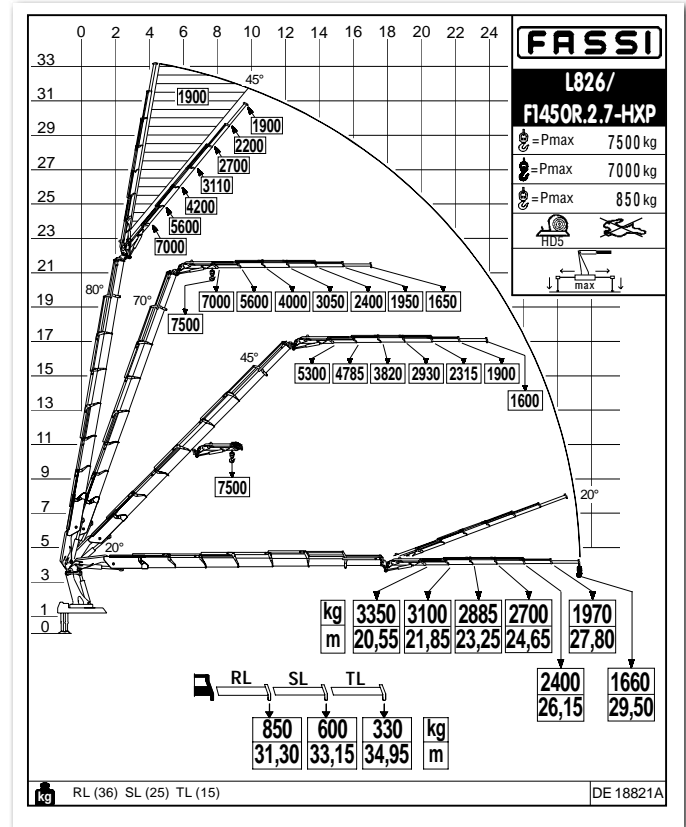 0 2 4 6 8 10 12 14 16 18 20 22 24
33
31
29
27
25
23
21
19
17
15
13
11
9
7
5
3
1
0
FASSI
L826/
F1450R.2.7-HXP
=Pmax 7500 kg
=Pmax 7000 kg
=Pmax 850 kg
HD5
max
45°
1900
1900
2200
2700
3110
4200
5600
7000
80°
70°
7500
7000 5600 4000 3050 2400 1950 1650
45°
5300 4785 3820 2930 2315 1900
1600
7500
20°
20°
kg 3350 3100 2885 2700 1970
m 20,55 21,85 23,25 24,65 27,80
2400 1660
26,15 29,50
RL SL TL
850 600 330 kg
31,30 33,15 34,95 m
kg RL (36) SL (25) TL (15)
DE 18821A